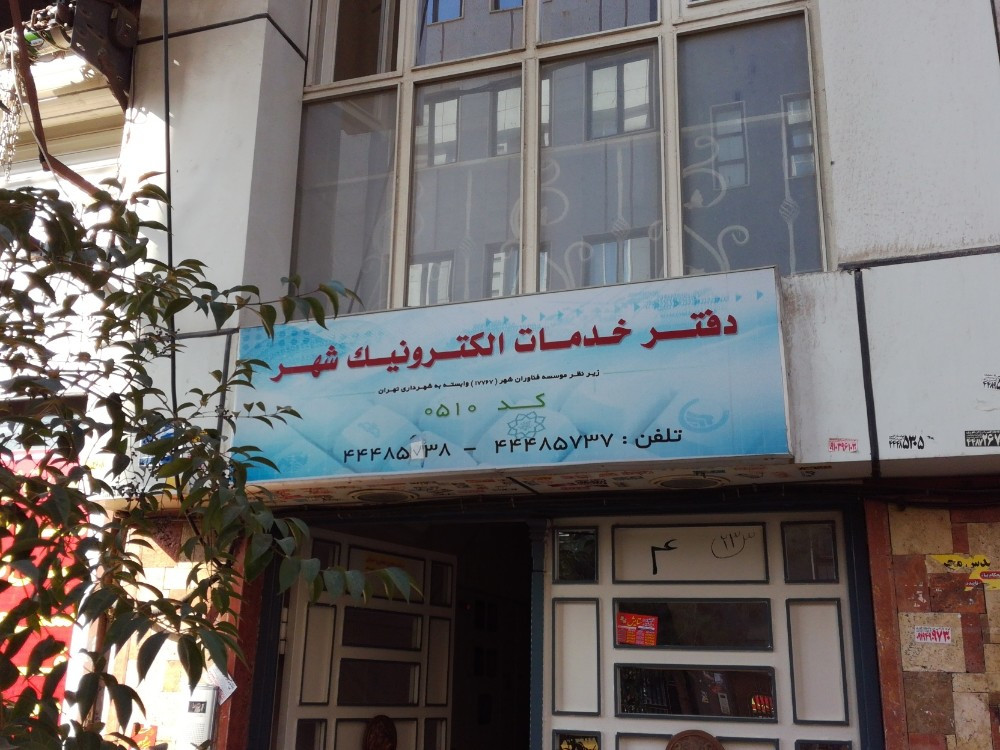 دفتر خدمات الکترونیک شهر
زیر نظر موسسه فناوران شهر (۱۷۷۶۲) وابسته به شهرداری تهران
کد ۰۵۱۰
تلفن : ۴۴۴۸۵۷۳۷ - ۴۴۴۸۵۷۳۸
۴